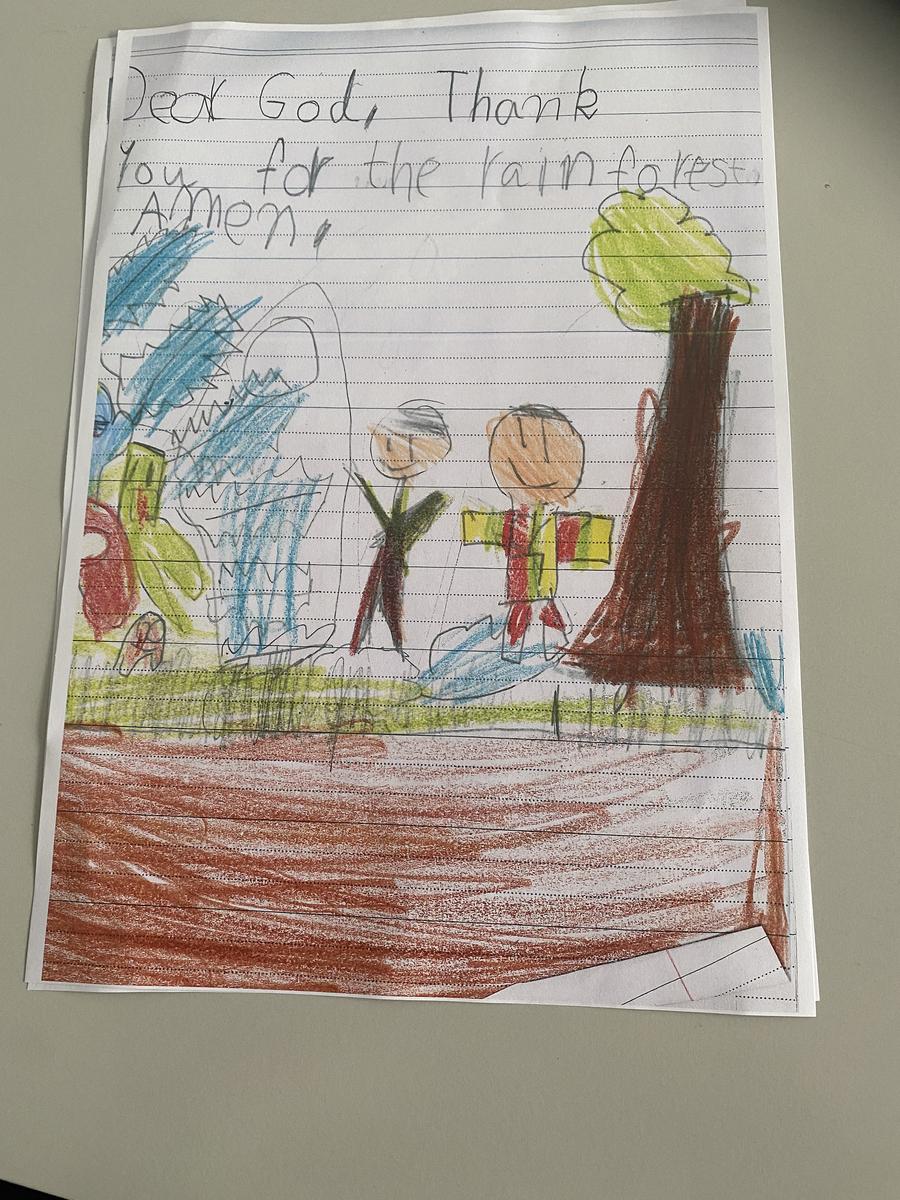 Dear God, Thank
You for the rainforest,
Amen,